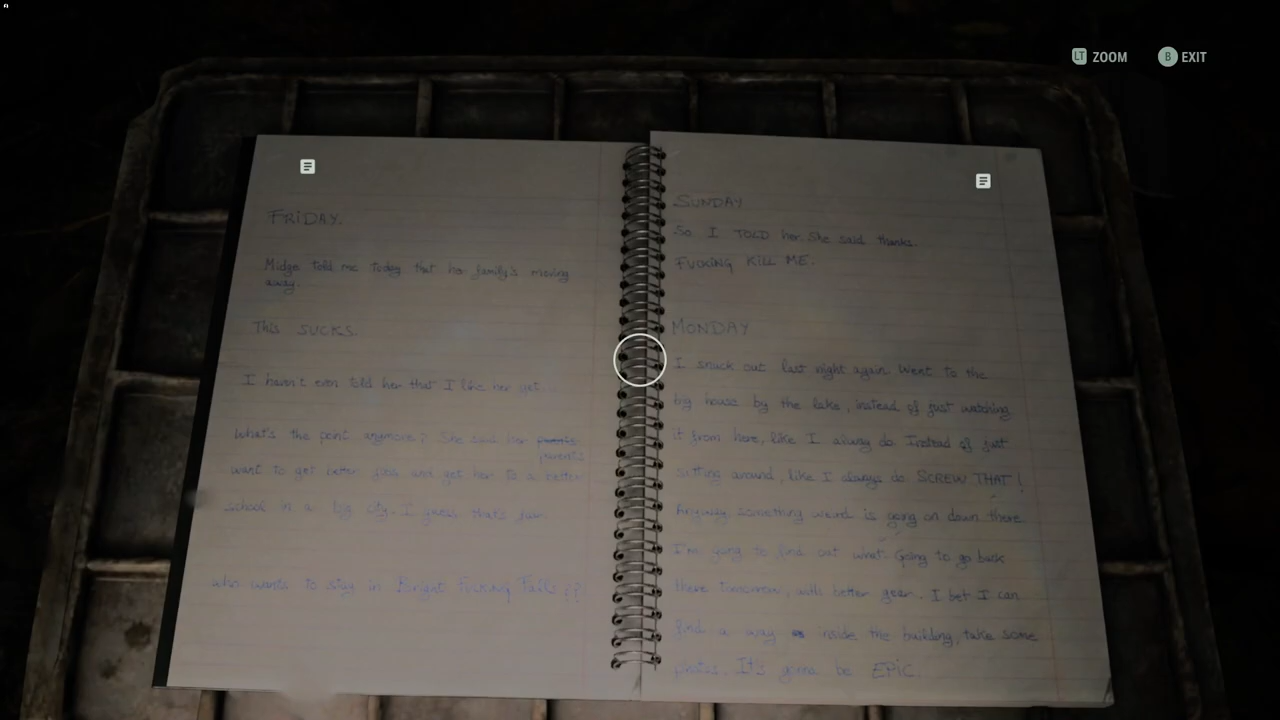 LT ZOOM B EXIT
FRIDAY.
Midge told me today that her family's moving
away.
This SUCKS.
I haven't even told her that I like her yet...
What's the point anymore? She said her parents
parents
want to get better jobs and get her to a better
school in a big city. I guess that's fair.
who wants to stay in Bright Fucking Falls??
SUNDAY
So I TOLD her. She said thanks.
FUCKING KILL ME.
MONDAY
I snuck out last night again. Went to the
big house by the lake, instead of just watching
it from here, like I alway do. Instead of just
sitting around, like I always do. SCREW THAT!
Anyway something weird is going on down there
I'm going to find out what. Going to go back
there tomorrow, with better gear. I bet I can
find a way inside the building, take some
photos. It's gonna be EPIC.